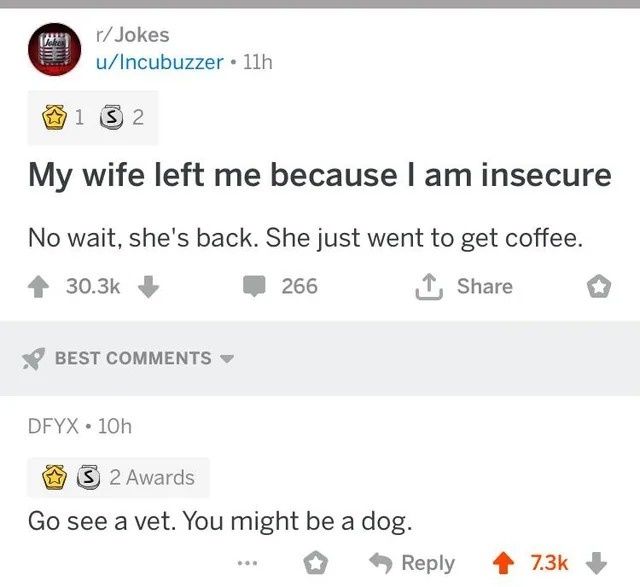 r/Jokes
u/Incubuzzer • 11h
1 S 2
My wife left me because I am insecure
No wait, she's back. She just went to get coffee.
30.3k 266 Share
BEST COMMENTS
DFYX • 10h
S 2 Awards
Go see a vet. You might be a dog.
... Reply 7.3k